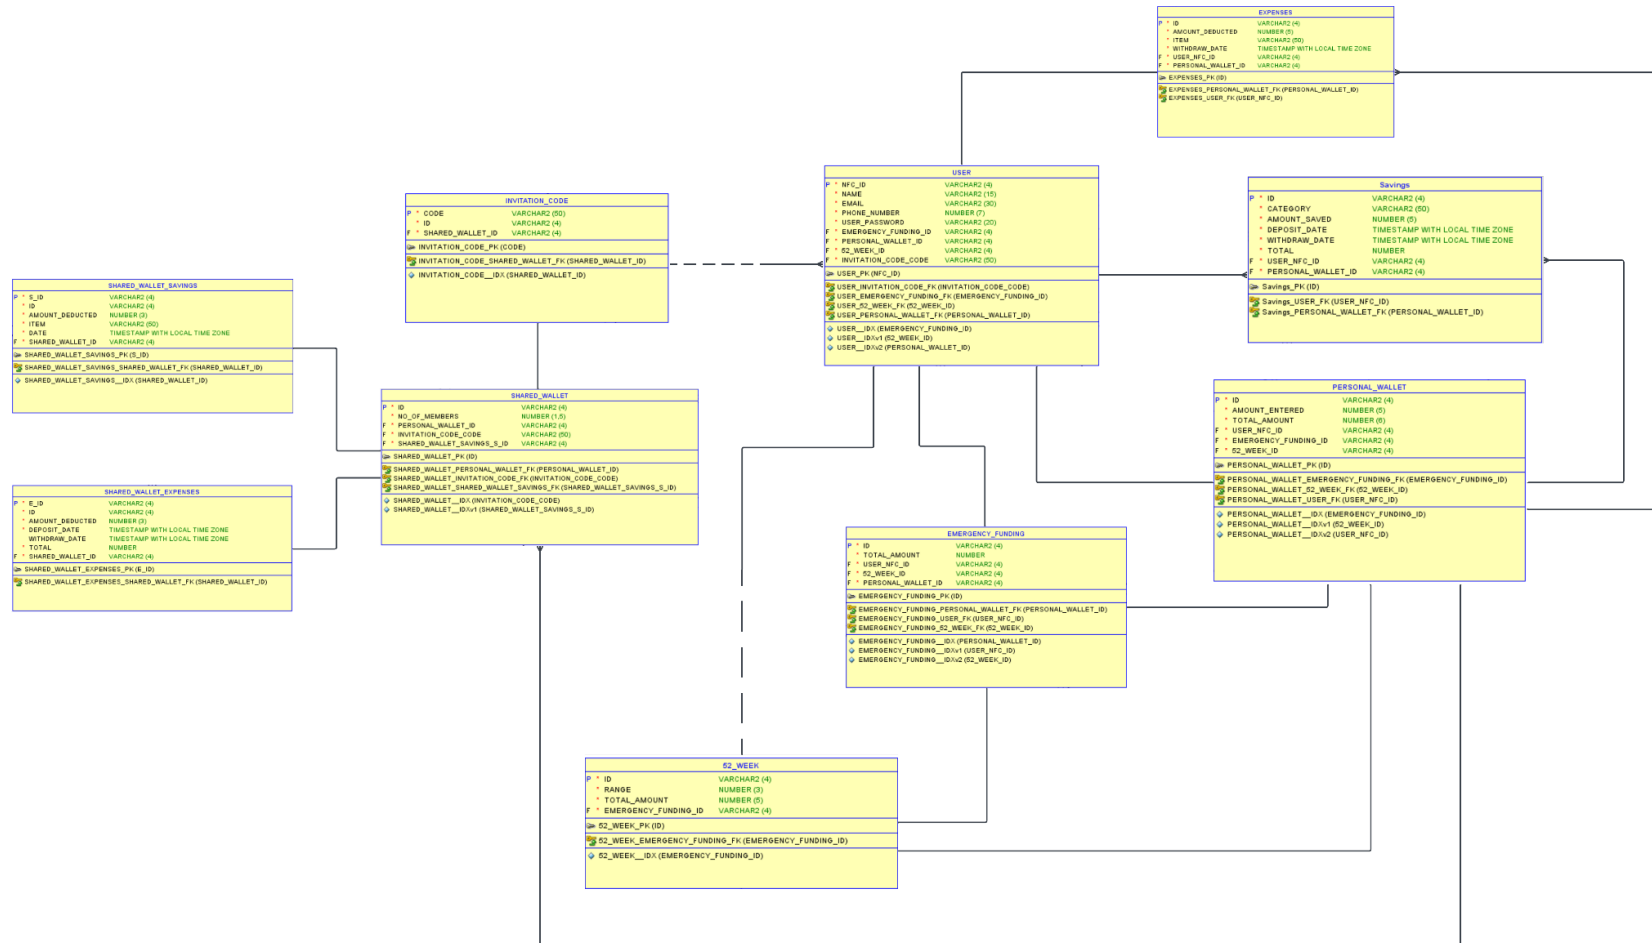 EXPENSES
P * ID VARCHAR2 (4)
* AMOUNT_DEDUCTED NUMBER (5)
* ITEM VARCHAR2 (50)
* WITHDRAW_DATE TIMESTAMP WITH LOCAL TIME ZONE
F * USER_NFC_ID VARCHAR2 (4)
F * PERSONAL_WALLET_ID VARCHAR2 (4)
EXPENSES_PK (ID)
EXPENSES_PERSONAL_WALLET_FK (PERSONAL_WALLET_ID)
EXPENSES_USER_FK (USER_NFC_ID)
USER
P * NFC_ID VARCHAR2 (4)
* NAME VARCHAR2 (15)
* EMAIL VARCHAR2 (30)
* PHONE_NUMBER NUMBER (7)
* USER_PASSWORD VARCHAR2 (20)
F * EMERGENCY_FUNDING_ID VARCHAR2 (4)
F * PERSONAL_WALLET_ID VARCHAR2 (4)
F * 52_WEEK_ID VARCHAR2 (4)
F * INVITATION_CODE_CODE VARCHAR2 (50)
USER_PK (NFC_ID)
USER_INVITATION_CODE_FK (INVITATION_CODE_CODE)
USER_EMERGENCY_FUNDING_FK (EMERGENCY_FUNDING_ID)
USER_52_WEEK_FK (52_WEEK_ID)
USER_PERSONAL_WALLET_FK (PERSONAL_WALLET_ID)
USER__IDX (EMERGENCY_FUNDING_ID)
USER__IDXv1 (52_WEEK_ID)
USER__IDXv2 (PERSONAL_WALLET_ID)
Savings
P * ID VARCHAR2 (4)
* CATEGORY VARCHAR2 (50)
* AMOUNT_SAVED NUMBER (5)
* DEPOSIT_DATE TIMESTAMP WITH LOCAL TIME ZONE
* WITHDRAW_DATE TIMESTAMP WITH LOCAL TIME ZONE
* TOTAL NUMBER
F * USER_NFC_ID VARCHAR2 (4)
F * PERSONAL_WALLET_ID VARCHAR2 (4)
Savings_PK (ID)
Savings_USER_FK (USER_NFC_ID)
Savings_PERSONAL_WALLET_FK (PERSONAL_WALLET_ID)
INVITATION_CODE
P * CODE VARCHAR2 (50)
* ID VARCHAR2 (4)
F * SHARED_WALLET_ID VARCHAR2 (4)
INVITATION_CODE_PK (CODE)
INVITATION_CODE_SHARED_WALLET_FK (SHARED_WALLET_ID)
INVITATION_CODE__IDX (SHARED_WALLET_ID)
SHARED_WALLET_SAVINGS
P * S_ID VARCHAR2 (4)
* ID VARCHAR2 (4)
* AMOUNT_DEDUCTED NUMBER (3)
* ITEM VARCHAR2 (50)
* DATE TIMESTAMP WITH LOCAL TIME ZONE
F * SHARED_WALLET_ID VARCHAR2 (4)
SHARED_WALLET_SAVINGS_PK (S_ID)
SHARED_WALLET_SAVINGS_SHARED_WALLET_FK (SHARED_WALLET_ID)
SHARED_WALLET_SAVINGS__IDX (SHARED_WALLET_ID)
SHARED_WALLET
P * ID VARCHAR2 (4)
* NO_OF_MEMBERS NUMBER (1,5)
F * PERSONAL_WALLET_ID VARCHAR2 (4)
F * INVITATION_CODE_CODE VARCHAR2 (50)
F * SHARED_WALLET_SAVINGS_S_ID VARCHAR2 (4)
SHARED_WALLET_PK (ID)
SHARED_WALLET_PERSONAL_WALLET_FK (PERSONAL_WALLET_ID)
SHARED_WALLET_INVITATION_CODE_FK (INVITATION_CODE_CODE)
SHARED_WALLET_SHARED_WALLET_SAVINGS_FK (SHARED_WALLET_SAVINGS_S_ID)
SHARED_WALLET__IDX (INVITATION_CODE_CODE)
SHARED_WALLET__IDXv1 (SHARED_WALLET_SAVINGS_S_ID)
PERSONAL_WALLET
P * ID VARCHAR2 (4)
* AMOUNT_ENTERED NUMBER (5)
* TOTAL_AMOUNT NUMBER (6)
F * USER_NFC_ID VARCHAR2 (4)
F * EMERGENCY_FUNDING_ID VARCHAR2 (4)
F * 52_WEEK_ID VARCHAR2 (4)
PERSONAL_WALLET_PK (ID)
PERSONAL_WALLET_EMERGENCY_FUNDING_FK (EMERGENCY_FUNDING_ID)
PERSONAL_WALLET_52_WEEK_FK (52_WEEK_ID)
PERSONAL_WALLET_USER_FK (USER_NFC_ID)
PERSONAL_WALLET__IDX (EMERGENCY_FUNDING_ID)
PERSONAL_WALLET__IDXv1 (52_WEEK_ID)
PERSONAL_WALLET__IDXv2 (USER_NFC_ID)
SHARED_WALLET_EXPENSES
P * E_ID VARCHAR2 (4)
* ID VARCHAR2 (4)
* AMOUNT_DEDUCTED NUMBER (3)
* DEPOSIT_DATE TIMESTAMP WITH LOCAL TIME ZONE
WITHDRAW_DATE TIMESTAMP WITH LOCAL TIME ZONE
* TOTAL NUMBER
F * SHARED_WALLET_ID VARCHAR2 (4)
SHARED_WALLET_EXPENSES_PK (E_ID)
SHARED_WALLET_EXPENSES_SHARED_WALLET_FK (SHARED_WALLET_ID)
EMERGENCY_FUNDING
P * ID VARCHAR2 (4)
* TOTAL_AMOUNT NUMBER
F * USER_NFC_ID VARCHAR2 (4)
F * 52_WEEK_ID VARCHAR2 (4)
F * PERSONAL_WALLET_ID VARCHAR2 (4)
EMERGENCY_FUNDING_PK (ID)
EMERGENCY_FUNDING_PERSONAL_WALLET_FK (PERSONAL_WALLET_ID)
EMERGENCY_FUNDING_USER_FK (USER_NFC_ID)
EMERGENCY_FUNDING_52_WEEK_FK (52_WEEK_ID)
EMERGENCY_FUNDING__IDX (PERSONAL_WALLET_ID)
EMERGENCY_FUNDING__IDXv1 (USER_NFC_ID)
EMERGENCY_FUNDING__IDXv2 (52_WEEK_ID)
52_WEEK
P * ID VARCHAR2 (4)
* RANGE NUMBER (3)
* TOTAL_AMOUNT NUMBER (5)
F * EMERGENCY_FUNDING_ID VARCHAR2 (4)
52_WEEK_PK (ID)
52_WEEK_EMERGENCY_FUNDING_FK (EMERGENCY_FUNDING_ID)
52_WEEK__IDX (EMERGENCY_FUNDING_ID)